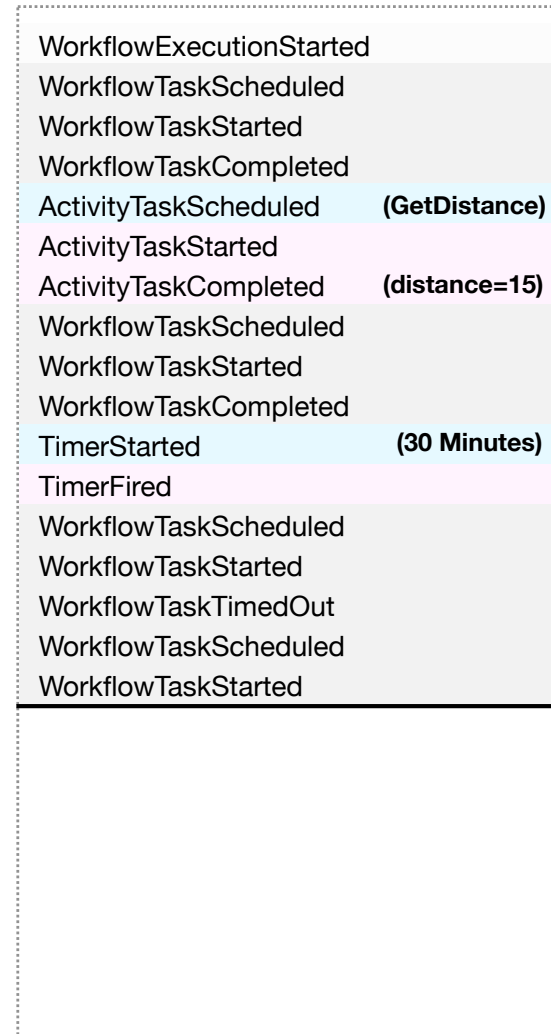 WorkflowExecutionStarted
WorkflowTaskScheduled
WorkflowTaskStarted
WorkflowTaskCompleted
ActivityTaskScheduled (GetDistance)
ActivityTaskStarted
ActivityTaskCompleted (distance=15)
WorkflowTaskScheduled
WorkflowTaskStarted
WorkflowTaskCompleted
TimerStarted (30 Minutes)
TimerFired
WorkflowTaskScheduled
WorkflowTaskStarted
WorkflowTaskTimedOut
WorkflowTaskScheduled
WorkflowTaskStarted